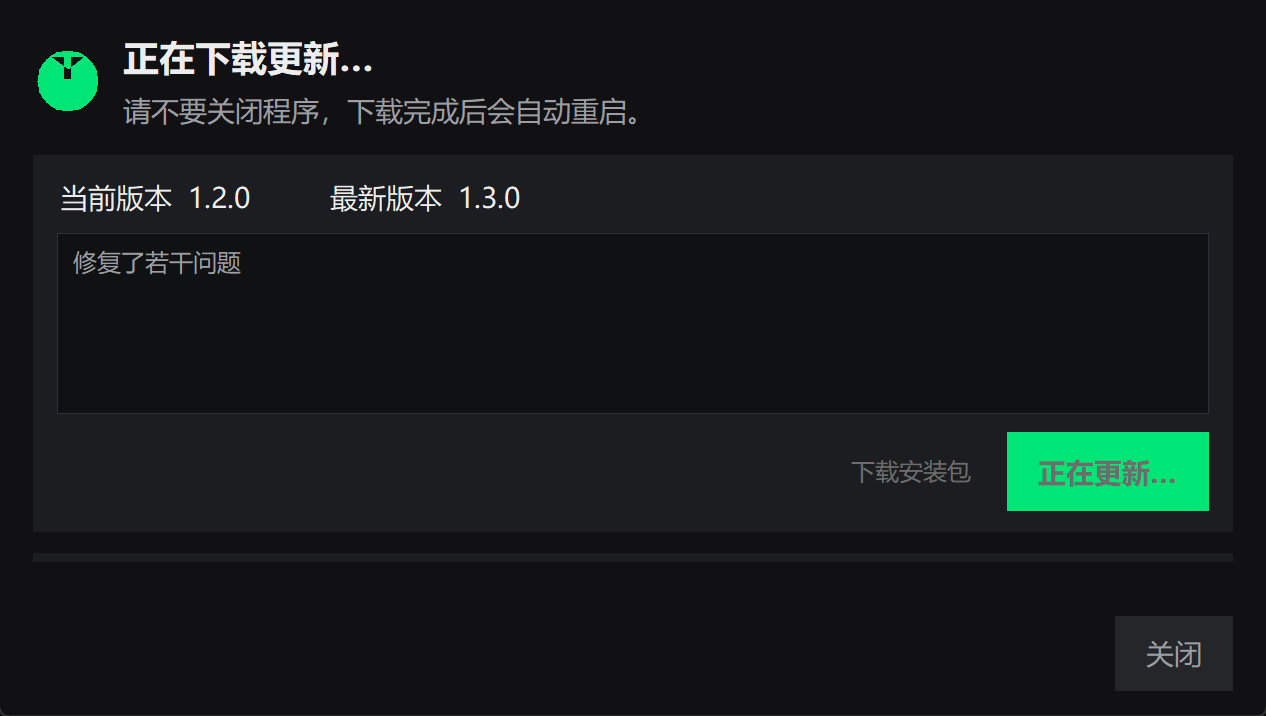 正在下载更新...
请不要关闭程序，下载完成后会自动重启。
当前版本 1.2.0 最新版本 1.3.0
修复了若干问题
下载安装包 正在更新...
关闭